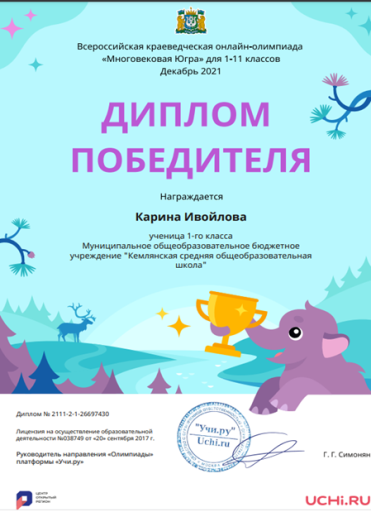 Всероссийская краеведческая онлайн-олимпиада
«Многовековая Югра» для 1-11 классов
Декабрь 2021
ДИПЛОМ
ПОБЕДИТЕЛЯ
Награждается
Карина Ивойлова
ученица 1-го класса
Муниципальное общеобразовательное бюджетное
учреждение "Кемлянская средняя общеобразовательная
школа"
Диплом № 2111-2-1-26697430
Лицензия на осуществление образовательной
деятельности №038749 от «20» сентября 2017 г.
Руководитель направления «Олимпиады»
платформы «Учи.ру»
"Учи.ру"
Uchi.ru
Г. Г. Симонян
ЦЕНТР
ОТКРЫТЫЙ
РЕГИОН
UCHi.RU